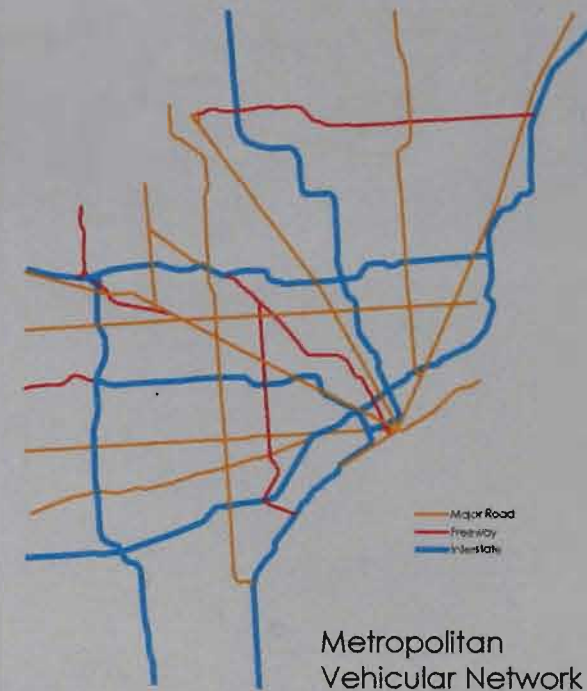 Major Road
Freeway
Interstate
Metropolitan
Vehicular Network